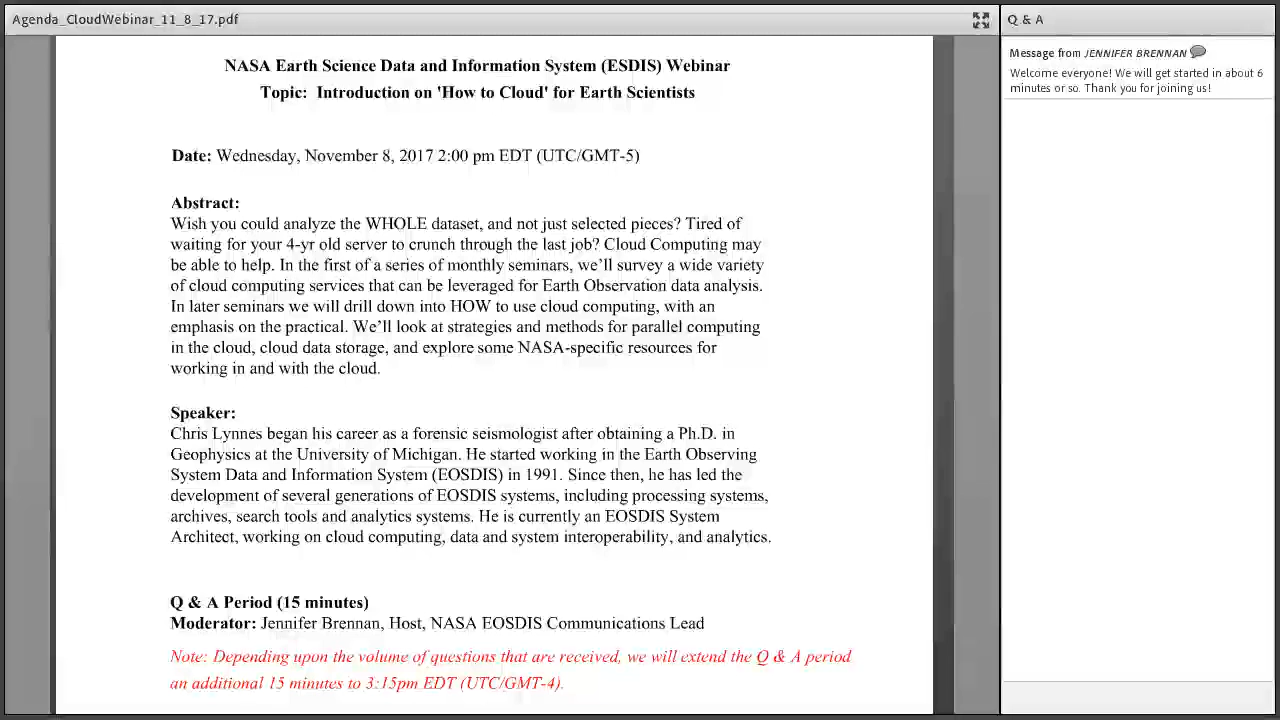 Agenda_CloudWebinar_11_8_17.pdf
NASA Earth Science Data and Information System (ESDIS) Webinar
Topic:  Introduction on 'How to Cloud' for Earth Scientists
Date: Wednesday, November 8, 2017 2:00 pm EDT (UTC/GMT-5)
Abstract:
Wish you could analyze the WHOLE dataset, and not just selected pieces? Tired of
waiting for your 4-yr old server to crunch through the last job? Cloud Computing may
be able to help. In the first of a series of monthly seminars, we’ll survey a wide variety
of cloud computing services that can be leveraged for Earth Observation data analysis.
In later seminars we will drill down into HOW to use cloud computing, with an
emphasis on the practical. We’ll look at strategies and methods for parallel computing
in the cloud, cloud data storage, and explore some NASA-specific resources for
working in and with the cloud.
Speaker:
Chris Lynnes began his career as a forensic seismologist after obtaining a Ph.D. in
Geophysics at the University of Michigan. He started working in the Earth Observing
System Data and Information System (EOSDIS) in 1991. Since then, he has led the
development of several generations of EOSDIS systems, including processing systems,
archives, search tools and analytics systems. He is currently an EOSDIS System
Architect, working on cloud computing, data and system interoperability, and analytics.
Q & A Period (15 minutes)
Moderator: Jennifer Brennan, Host, NASA EOSDIS Communications Lead
Note: Depending upon the volume of questions that are received, we will extend the Q & A period
an additional 15 minutes to 3:15pm EDT (UTC/GMT-4).
Q & A
Message from JENNIFER BRENNAN
Welcome everyone! We will get started in about 6
minutes or so. Thank you for joining us!